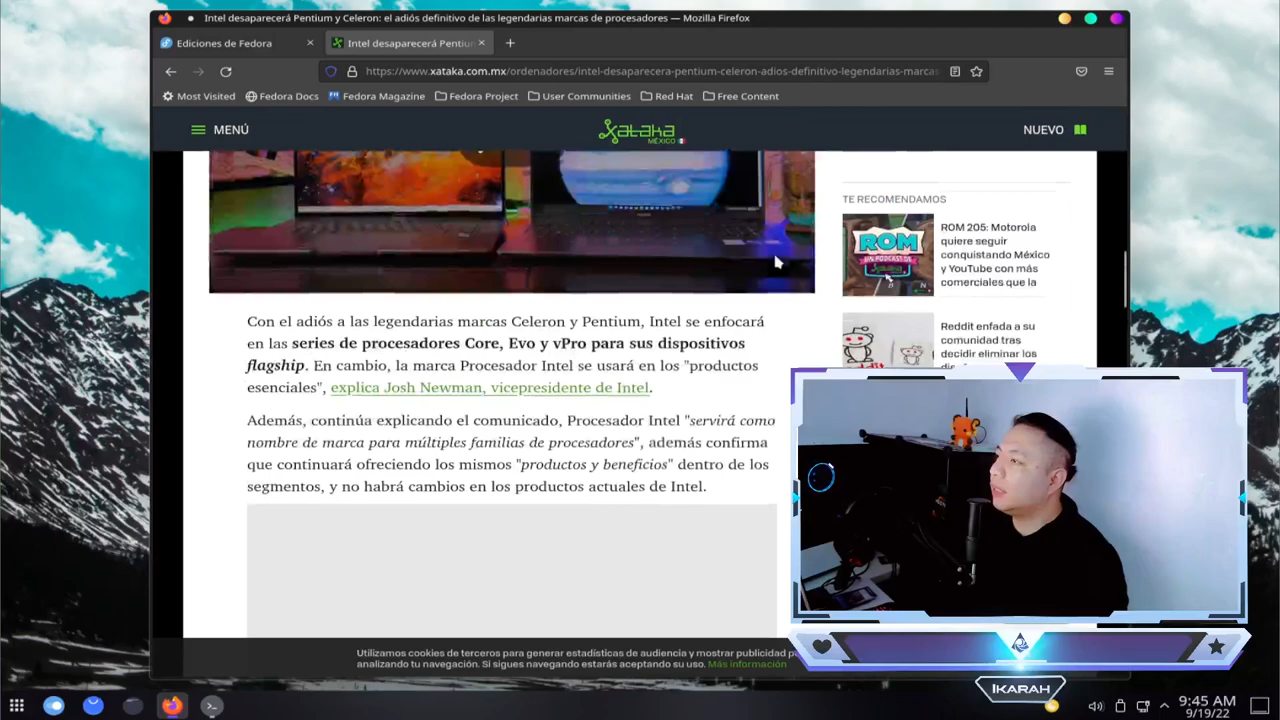 Intel desaparecerá Pentium y Celeron: el adiós definitivo de las legendarias marcas de procesadores — Mozilla Firefox
Ediciones de Fedora
Intel desaparecerá Pentiu
https://www.xataka.com.mx/ordenadores/intel-desaparecera-pentium-celeron-adios-definitivo-legendarias-marcas
Most Visited
Fedora Docs
Fedora Magazine
Fedora Project
User Communities
Red Hat
Free Content
MENÚ
xataka
MÉXICO
NUEVO
TE RECOMENDAMOS
ROM
UN PODCAST DE
ROM 205: Motorola
quiere seguir
conquistando México
y YouTube con más
comerciales que la
Reddit enfada a su
comunidad tras
decidir eliminar los
Con el adiós a las legendarias marcas Celeron y Pentium, Intel se enfocará
en las series de procesadores Core, Evo y vPro para sus dispositivos
flagship. En cambio, la marca Procesador Intel se usará en los "productos
esenciales", explica Josh Newman, vicepresidente de Intel.
Además, continúa explicando el comunicado, Procesador Intel "servirá como
nombre de marca para múltiples familias de procesadores", además confirma
que continuará ofreciendo los mismos "productos y beneficios" dentro de los
segmentos, y no habrá cambios en los productos actuales de Intel.
Utilizamos cookies de terceros para generar estadísticas de audiencia y mostrar publicidad
analizando tu navegación. Si sigues navegando estarás aceptando su uso. Más información
IKARAH
9:45 AM
9/19/22